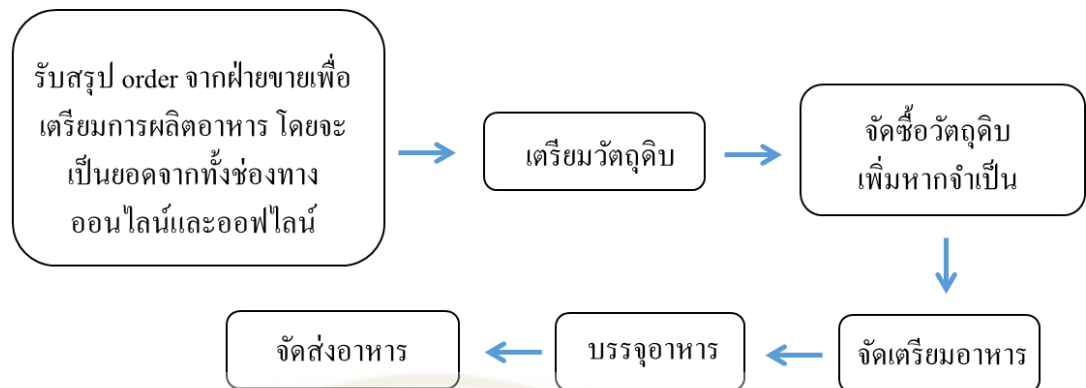 รับสรุป order จากฝ่ายขายเพื่อ
เตรียมการผลิตอาหาร โดยจะ
เป็นยอดจากทั้งช่องทาง
ออนไลน์และออฟไลน์
เตรียมวัตถุดิบ
จัดซื้อวัตถุดิบ
เพิ่มหากจำเป็น
จัดเตรียมอาหาร
บรรจุอาหาร
จัดส่งอาหาร